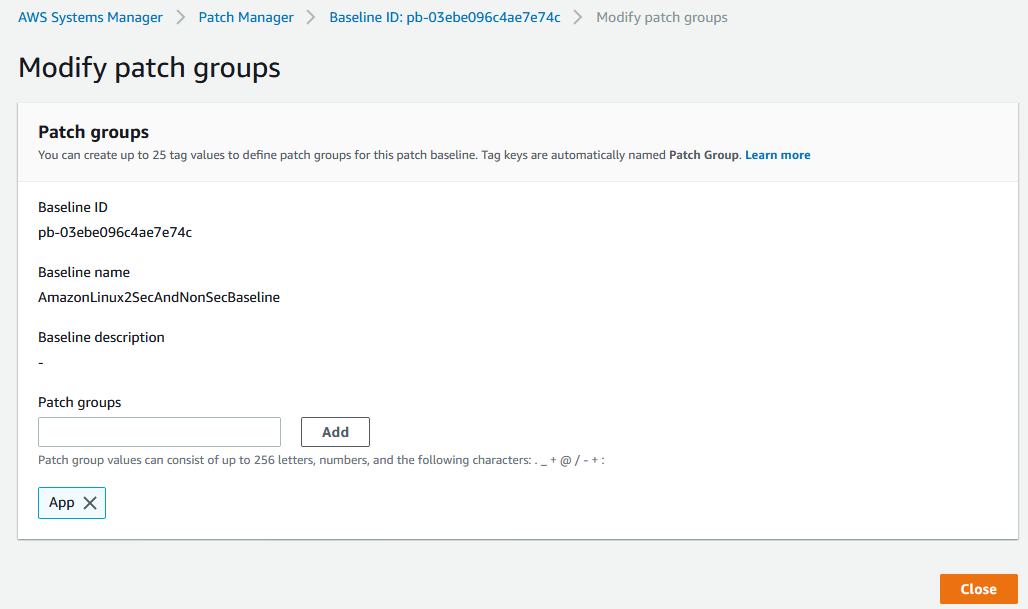 AWS Systems Manager > Patch Manager > Baseline ID: pb-03ebe096c4ae7e74c > Modify patch groups
Modify patch groups
Patch groups
You can create up to 25 tag values to define patch groups for this patch baseline. Tag keys are automatically named Patch Group. Learn more
Baseline ID
pb-03ebe096c4ae7e74c
Baseline name
AmazonLinux2SecAndNonSecBaseline
Baseline description
-
Patch groups
Add
Patch group values can consist of up to 256 letters, numbers, and the following characters: . _ + @ / - + :
App
Close